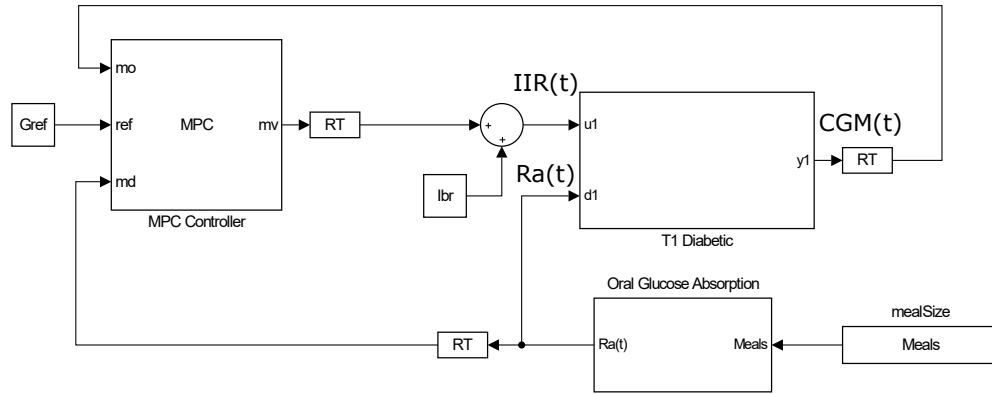 mo
IIR(t)
CGM(t)
Gref
ref
MPC
mv
RT
+
+
u1
y1
RT
md
Ibr
Ra(t)
d1
MPC Controller
T1 Diabetic
Oral Glucose Absorption
mealSize
RT
Ra(t)
Meals
Meals